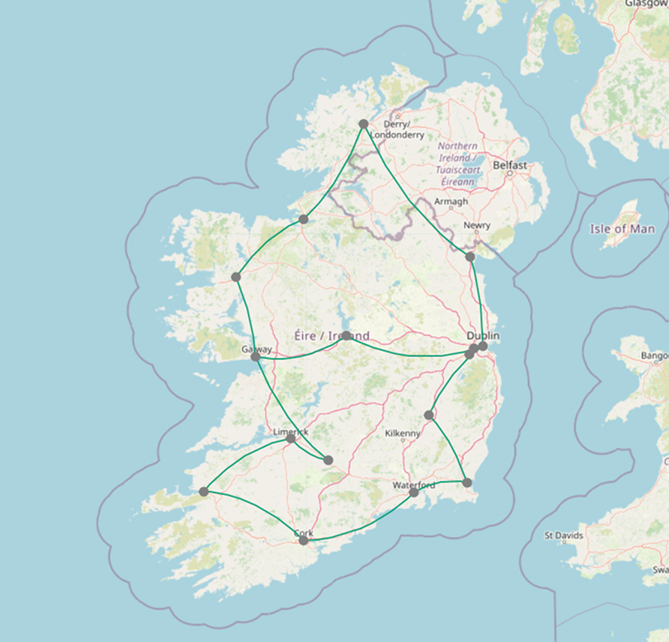 Glasgow
Derry/
Londonderry
Northern
Ireland /
Tuaisceart
Éireann
Belfast
Armagh
Newry
Isle of Man
Éire / Ireland
Dublin
Galway
Bango
Limerick
Kilkenny
Waterford
Cork
St Davids
C
Swa